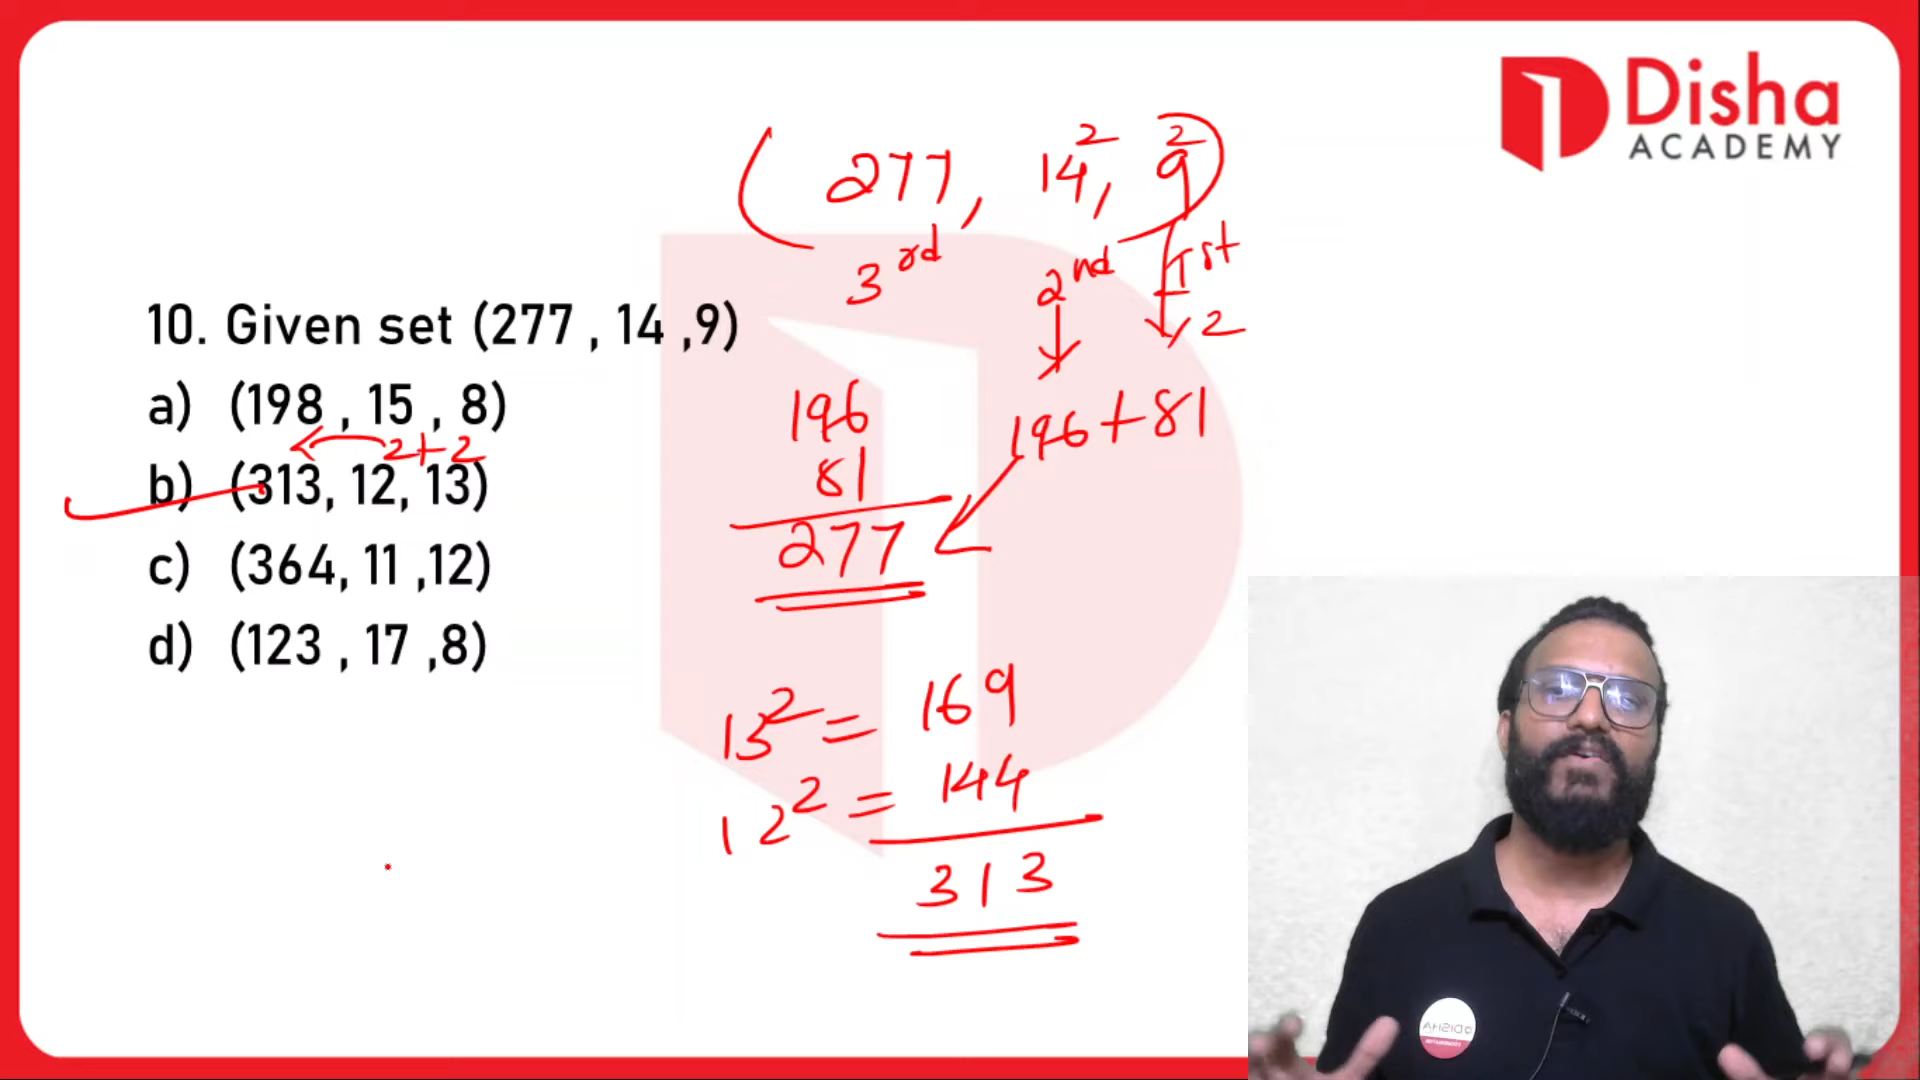 Disha
ACADEMY
(277, 14², 9²)
3rd
2nd
1st
2
10. Given set (277 , 14 ,9)
a) (198 , 15 , 8)
2+2
b) (313, 12, 13)
c) (364, 11 ,12)
d) (123 , 17 ,8)
196
81
277
196+81
13² = 169
12² = 144
313
DISHA